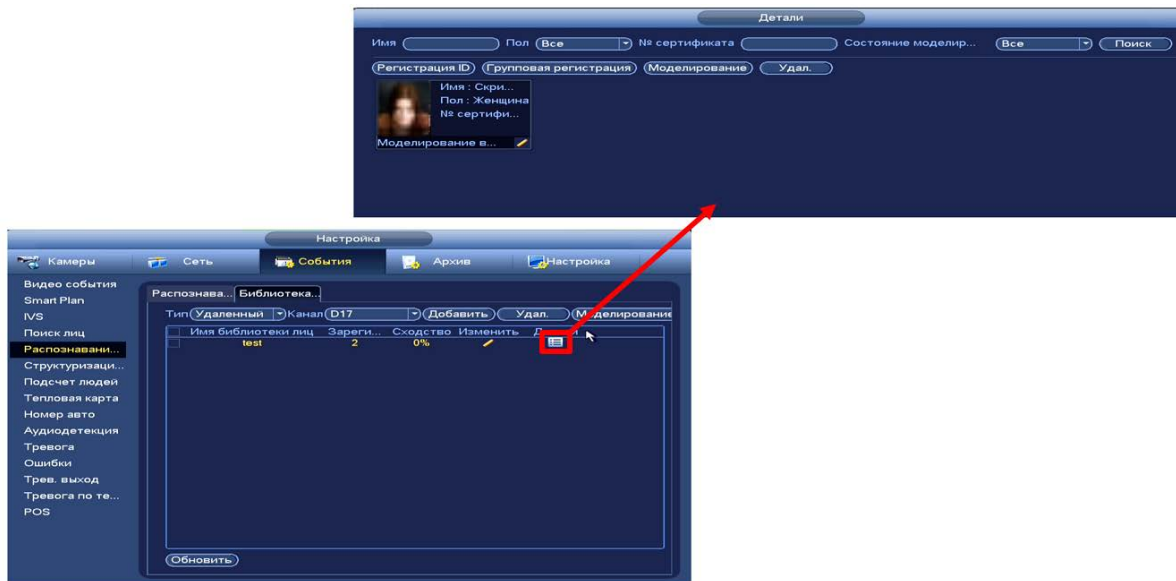 Детали
Имя Пол Все № сертификата Состояние моделир... Все Поиск
Регистрация ID Групповая регистрация Моделирование Удал.
Имя : Скри...
Пол : Женщина
№ сертифи...
Моделирование в...
Настройка
Камеры Сеть События Архив Настройка
Видео события
Smart Plan
IVS
Поиск лиц
Распознавани...
Структуризаци...
Подсчет людей
Тепловая карта
Номер авто
Аудиодетекция
Тревога
Ошибки
Трев. выход
Тревога по те...
POS
Распознава... Библиотека...
Тип Удаленный Канал D17 Добавить Удал. Моделирование
Имя библиотеки лиц Зареги... Сходство Изменить
test 2 0%
Обновить